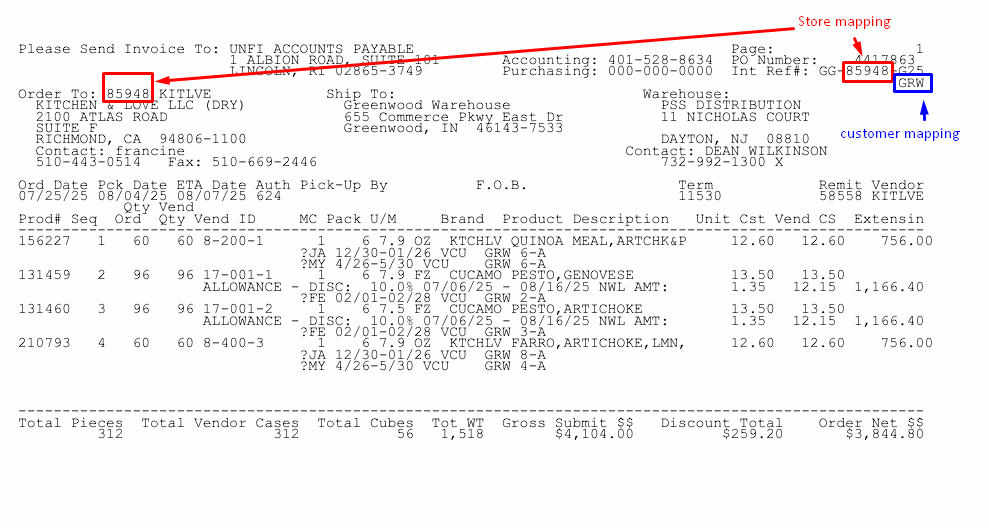 Store mapping
Please Send Invoice To: UNFI ACCOUNTS PAYABLE Page: 1
1 ALBION ROAD, SUITE 101 Accounting: 401-528-8634 PO Number: 4417863
LINCOLN, RI 02865-3749 Purchasing: 000-000-0000 Int Ref#: GG-85948-G25
GRW
Order To: 85948 KITLVE Ship To: Warehouse:
KITCHEN & LOVE LLC (DRY) Greenwood Warehouse PSS DISTRIBUTION
2100 ATLAS ROAD 655 Commerce Pkwy East Dr 11 NICHOLAS COURT
SUITE F Greenwood, IN 46143-7533
customer mapping
RICHMOND, CA 94806-1100 DAYTON, NJ 08810
Contact: francine Contact: DEAN WILKINSON
510-443-0514 Fax: 510-669-2446 732-992-1300 X
Ord Date Pck Date ETA Date Auth Pick-Up By F.O.B. Term Remit Vendor
07/25/25 08/04/25 08/07/25 624 11530 58558 KITLVE
Qty Vend
Prod# Seq Ord Qty Vend ID MC Pack U/M Brand Product Description Unit Cst Vend CS Extensin
156227 1 60 60 8-200-1 1 6 7.9 OZ KTCHLV QUINOA MEAL,ARTCHK&P 12.60 12.60 756.00
?JA 12/30-01/26 VCU GRW 6-A
?MY 4/26-5/30 VCU GRW 6-A
131459 2 96 96 17-001-1 1 6 7.9 FZ CUCAMO PESTO,GENOVESE 13.50 13.50
ALLOWANCE - DISC: 10.0% 07/06/25 - 08/16/25 NWL AMT: 1.35 12.15 1,166.40
?FE 02/01-02/28 VCU GRW 2-A
131460 3 96 96 17-001-2 1 6 7.5 FZ CUCAMO PESTO,ARTICHOKE 13.50 13.50
ALLOWANCE - DISC: 10.0% 07/06/25 - 08/16/25 NWL AMT: 1.35 12.15 1,166.40
?FE 02/01-02/28 VCU GRW 3-A
210793 4 60 60 8-400-3 1 6 7.9 OZ KTCHLV FARRO,ARTICHOKE,LMN, 12.60 12.60 756.00
?JA 12/30-01/26 VCU GRW 8-A
?MY 4/26-5/30 VCU GRW 4-A
Total Pieces Total Vendor Cases Total Cubes Tot WT Gross Submit $$ Discount Total Order Net $$
312 312 56 1,518 $4,104.00 $259.20 $3,844.80